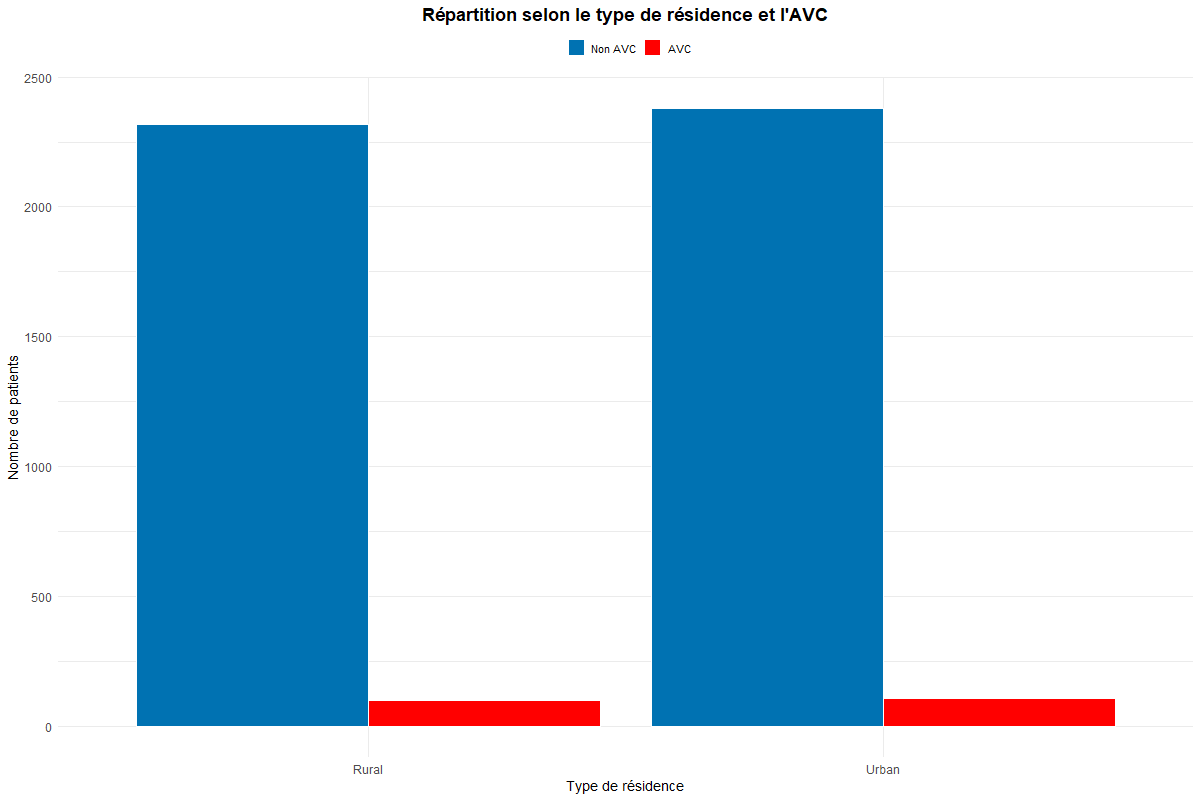 Répartition selon le type de résidence et l'AVC
Non AVC AVC
2500
2000
1500
1000
500
0
Nombre de patients
Rural Urban
Type de résidence